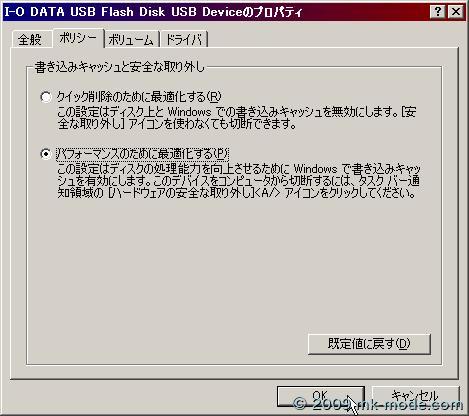 I-O DATA USB Flash Disk USB Deviceのプロパティ
全般 ポリシー ボリューム ドライバ
書き込みキャッシュと安全な取り外し
クイック削除のために最適化する(R)
この設定はディスク上と Windows での書き込みキャッシュを無効にします。[安
全な取り外し] アイコンを使わなくても切断できます。
パフォーマンスのために最適化する(P)
この設定はディスクの処理能力を向上させるために Windows で書き込みキャッ
シュを有効にします。このデバイスをコンピュータから切断するには、タスク バー通
知領域の [ハードウェアの安全な取り外し]<A/> アイコンをクリックしてください。
既定値に戻す(D)
OK キャンセル
© 2009 mk-mode.com